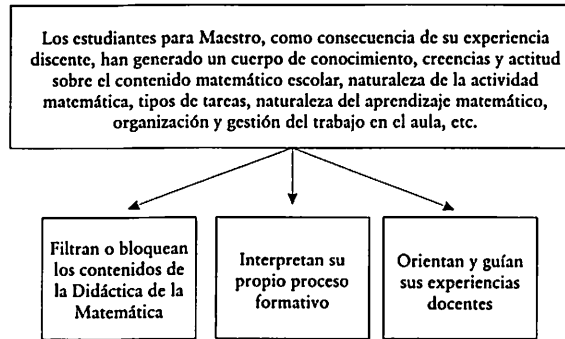 Los estudiantes para Maestro, como consecuencia de su experiencia
discente, han generado un cuerpo de conocimiento, creencias y actitud
sobre el contenido matemático escolar, naturaleza de la actividad
matemática, tipos de tareas, naturaleza del aprendizaje matemático,
organización y gestión del trabajo en el aula, etc.
Filtran o bloquean
los contenidos de
la Didáctica de la
Matemática
Interpretan su
propio proceso
formativo
Orientan y guían
sus experiencias
docentes